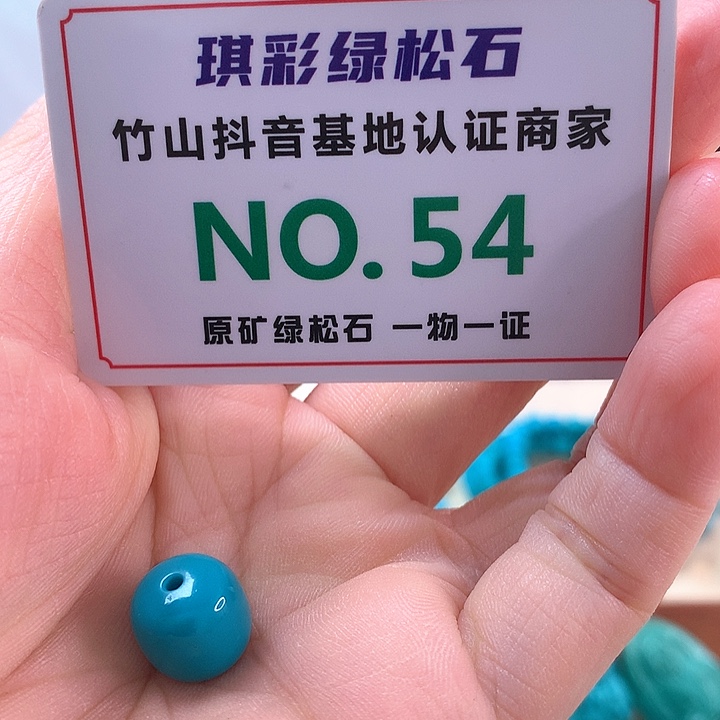 琪彩绿松石
竹山抖音基地认证商家
NO.54
原矿绿松石 一物一证